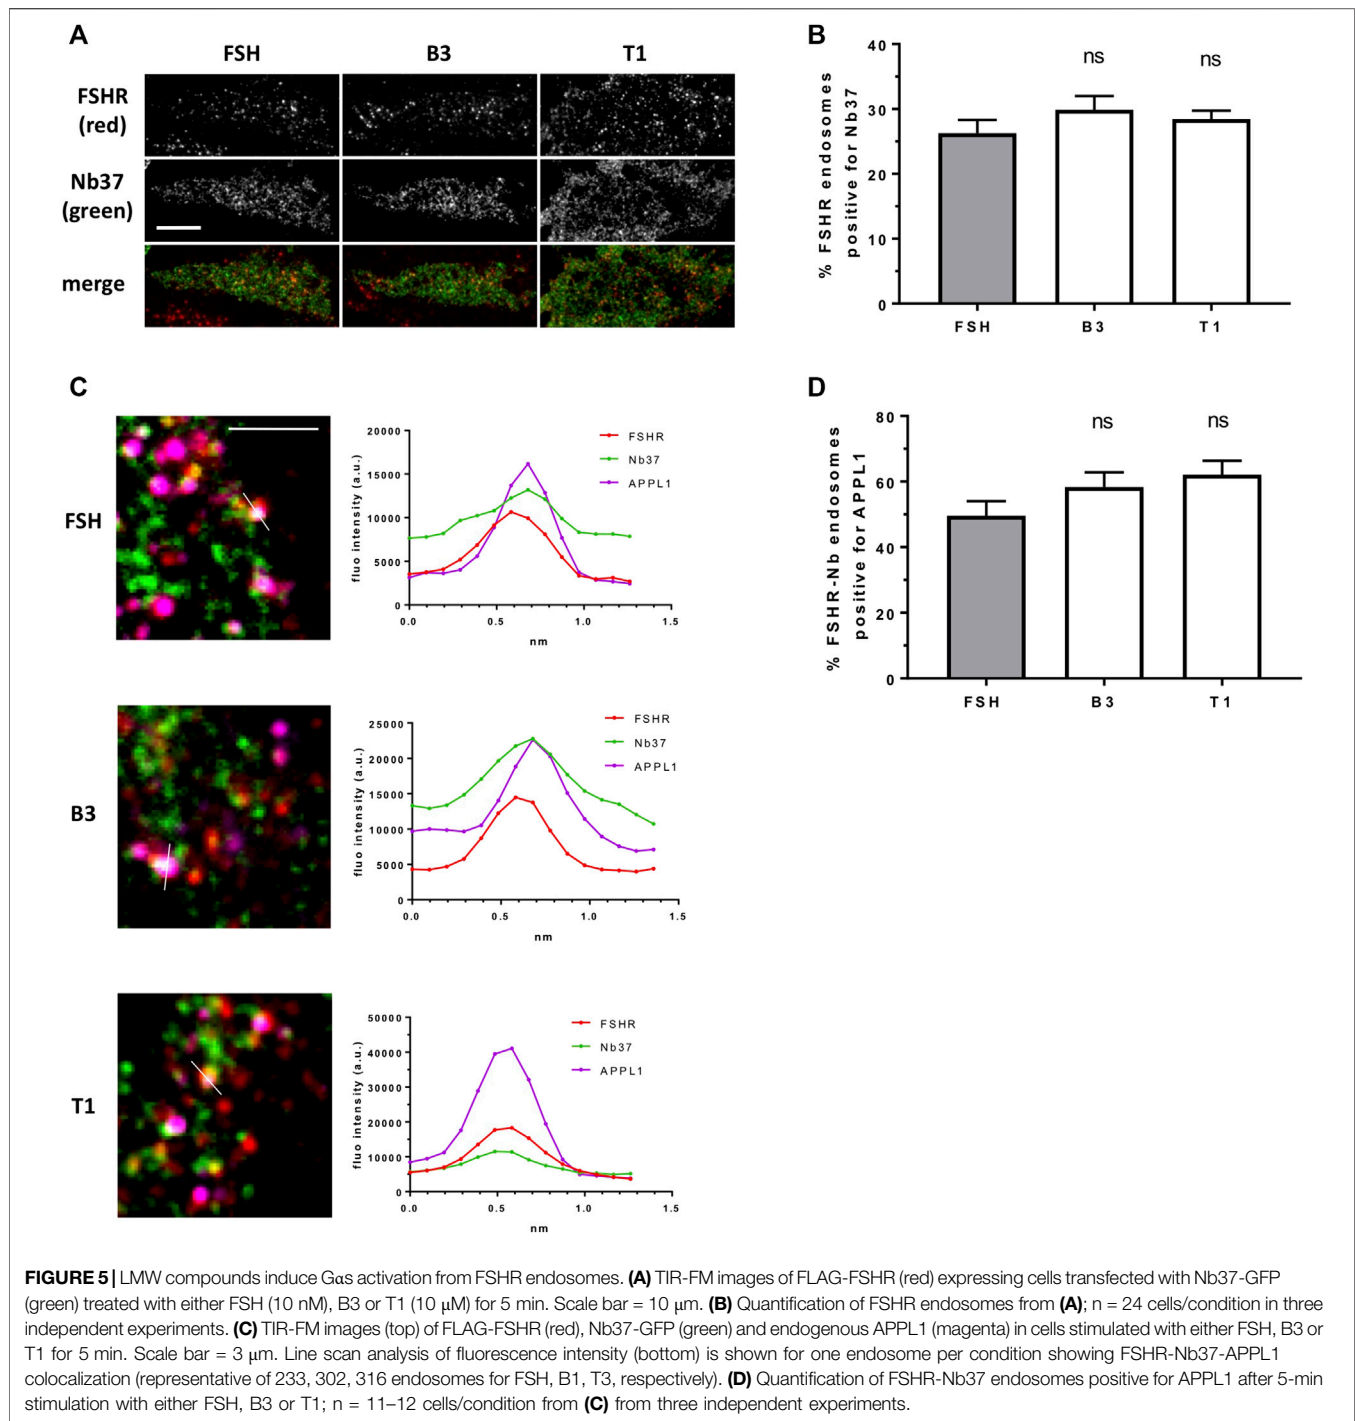 A
FSH
B3
T1
FSHR
(red)
Nb37
(green)
merge
B
% FSHR endosomes
positive for Nb37
40
30
20
10
0
ns
ns
FSH
B3
T1
C
FSH
20000
15000
10000
5000
0
fluo intensity (a.u.)
FSHR
Nb37
APPL1
0.0
0.5
1.0
1.5
nm
B3
25000
20000
15000
10000
5000
0
fluo intensity (a.u.)
FSHR
Nb37
APPL1
0.0
0.5
1.0
1.5
nm
T1
50000
40000
30000
20000
10000
0
fluo intensity (a.u.)
FSHR
Nb37
APPL1
0.0
0.5
1.0
1.5
nm
D
% FSHR-Nb endosomes
positive for APPL1
80
60
40
20
0
ns
ns
FSH
B3
T1
FIGURE 5 | LMW compounds induce Gαs activation from FSHR endosomes. (A) TIR-FM images of FLAG-FSHR (red) expressing cells transfected with Nb37-GFP
(green) treated with either FSH (10 nM), B3 or T1 (10 μM) for 5 min. Scale bar = 10 μm. (B) Quantification of FSHR endosomes from (A); n = 24 cells/condition in three
independent experiments. (C) TIR-FM images (top) of FLAG-FSHR (red), Nb37-GFP (green) and endogenous APPL1 (magenta) in cells stimulated with either FSH, B3 or
T1 for 5 min. Scale bar = 3 μm. Line scan analysis of fluorescence intensity (bottom) is shown for one endosome per condition showing FSHR-Nb37-APPL1
colocalization (representative of 233, 302, 316 endosomes for FSH, B1, T3, respectively). (D) Quantification of FSHR-Nb37 endosomes positive for APPL1 after 5-min
stimulation with either FSH, B3 or T1; n = 11–12 cells/condition from (C) from three independent experiments.